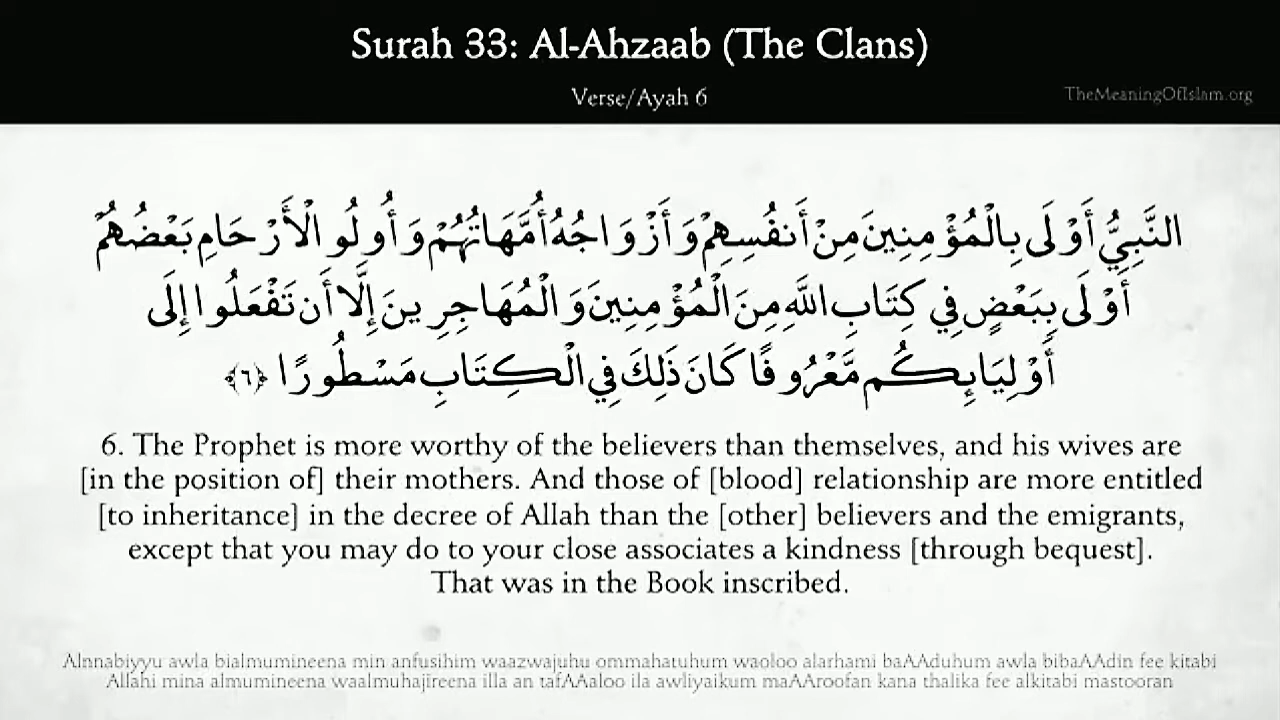 Surah 33: Al-Ahzaab (The Clans)
Verse/Ayah 6
TheMeaningOfIslam.org
النَّبِيُّ أَوْلَى بِالْمُؤْمِنِينَ مِنْ أَنفُسِهِمْ وَأَزْوَاجُهُ أُمَّهَاتُهُمْ وَأُولُو الْأَرْحَامِ بَعْضُهُمْ
أَوْلَى بِبَعْضٍ فِي كِتَابِ اللَّهِ مِنَ الْمُؤْمِنِينَ وَالْمُهَاجِرِينَ إِلَّا أَن تَفْعَلُوا إِلَى
أَوْلِيَائِكُم مَّعْرُوفًا كَانَ ذَلِكَ فِي الْكِتَابِ مَسْطُورًا ﴿٦﴾
6. The Prophet is more worthy of the believers than themselves, and his wives are
[in the position of] their mothers. And those of [blood] relationship are more entitled
[to inheritance] in the decree of Allah than the [other] believers and the emigrants,
except that you may do to your close associates a kindness [through bequest].
That was in the Book inscribed.
Alnnabiyyu awla bialmumineena min anfusihim waazwajuhu ommahatuhum waoloo alarhami baAAduhum awla bibaAAdin fee kitabi
Allahi mina almumineena waalmuhajireena illa an tafAAaloo ila awliyaikum maAAroofan kana thalika fee alkitabi mastooran